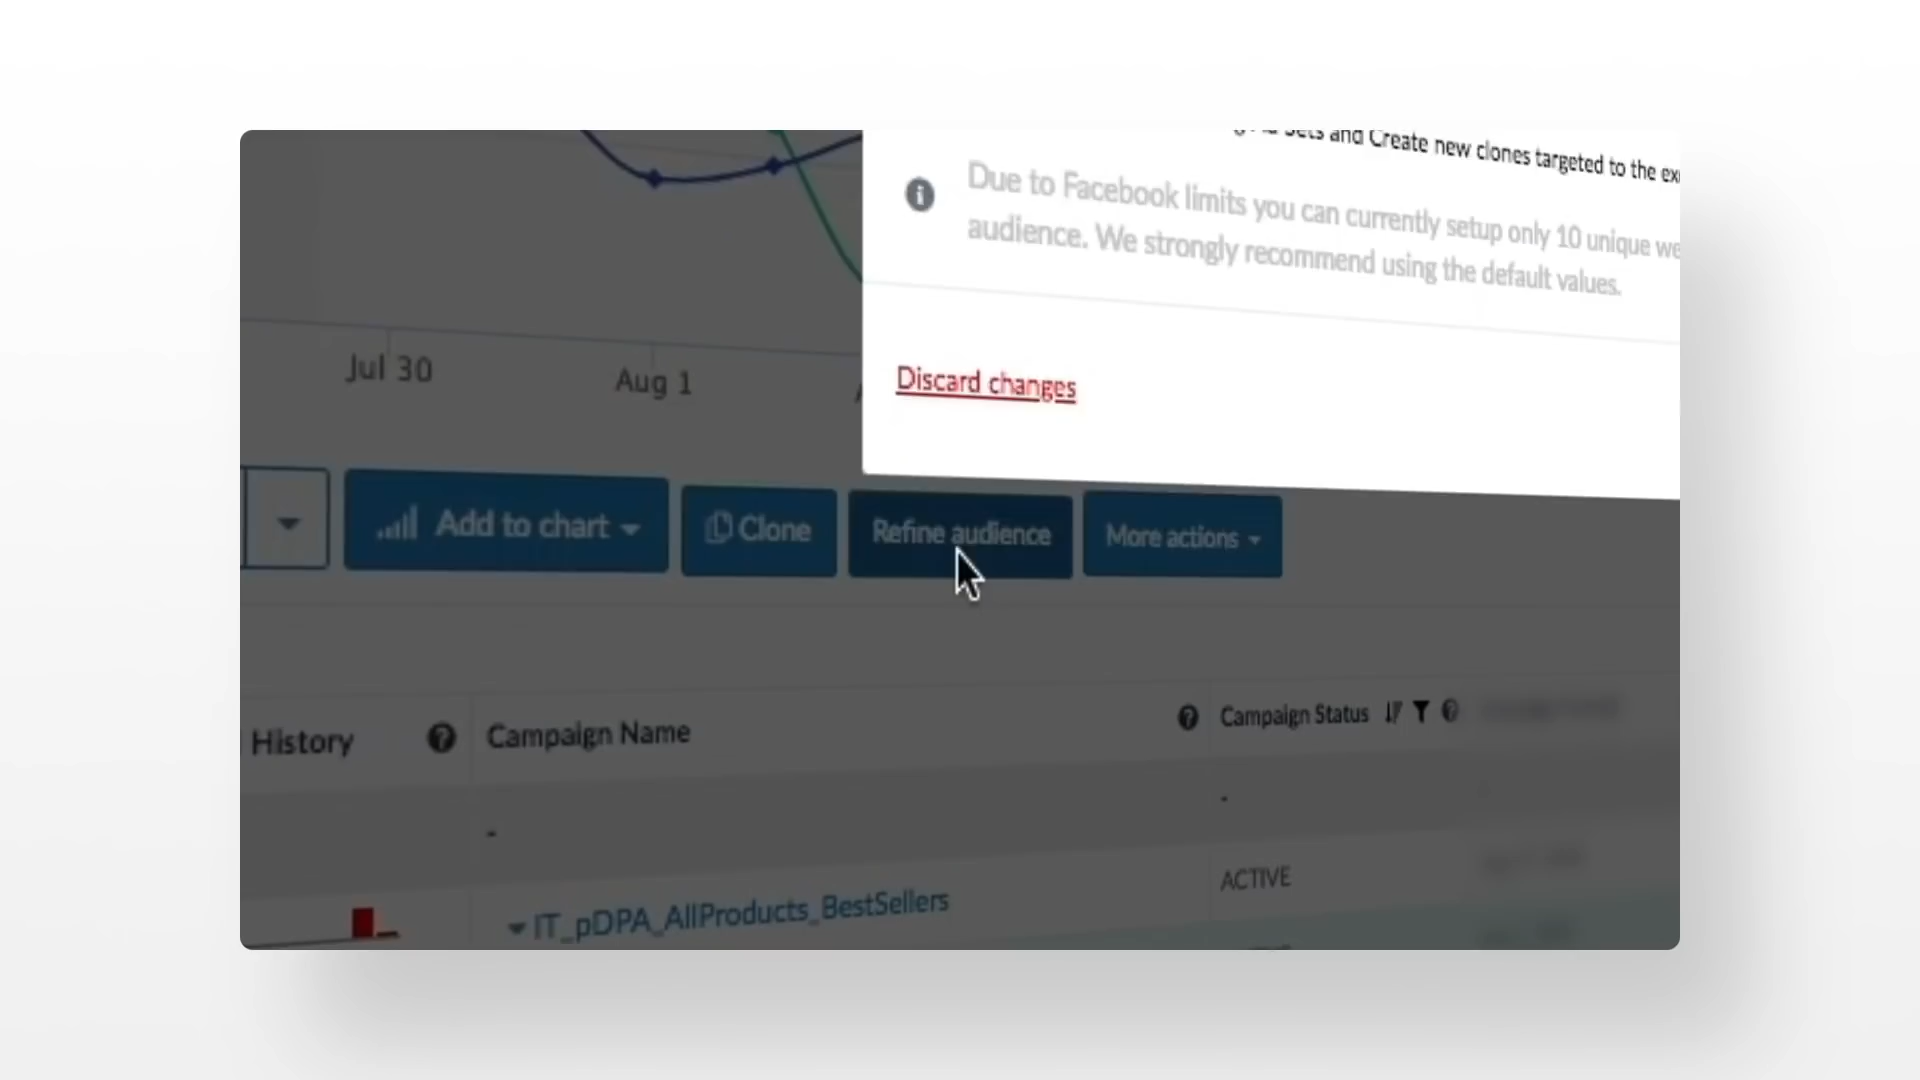 Sets and Create new clones targeted to the
Due to Facebook limits you can currently setup only 10 unique
audience. We strongly recommend using the default values.
Discard changes
Jul 30
Aug 1
Add to chart
Clone
Refine audience
More actions
History
Campaign Name
Campaign Status
-
-
IT_pDPA_AllProducts_BestSellers
ACTIVE